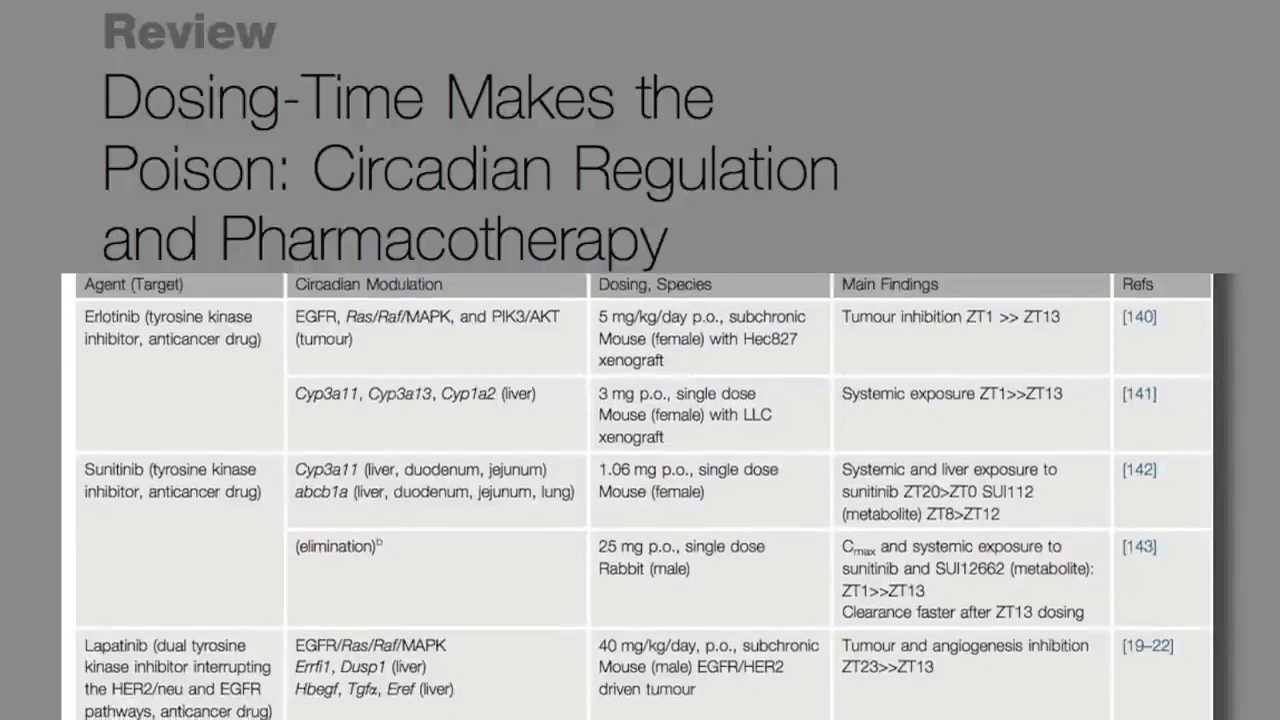 Review
Dosing-Time Makes the
Poison: Circadian Regulation
and Pharmacotherapy
Agent (Target) Circadian Modulation Dosing, Species Main Findings Refs
Erlotinib (tyrosine kinase
inhibitor, anticancer drug)
EGFR, Ras/Raf/MAPK, and PIK3/AKT
(tumour)
5 mg/kg/day p.o., subchronic
Mouse (female) with Hec827
xenograft
Tumour inhibition ZT1 >> ZT13
[140]
Cyp3a11, Cyp3a13, Cyp1a2 (liver)
3 mg p.o., single dose
Mouse (female) with LLC
xenograft
Systemic exposure ZT1>>ZT13
[141]
Sunitinib (tyrosine kinase
inhibitor, anticancer drug)
Cyp3a11 (liver, duodenum, jejunum)
abcb1a (liver, duodenum, jejunum, lung)
1.06 mg p.o., single dose
Mouse (female)
Systemic and liver exposure to
sunitinib ZT20>ZT0 SUI112
(metabolite) ZT8>ZT12
[142]
(elimination)b
25 mg p.o., single dose
Rabbit (male)
Cmax and systemic exposure to
sunitinib and SUI12662 (metabolite):
ZT1>>ZT13
Clearance faster after ZT13 dosing
[143]
Lapatinib (dual tyrosine
kinase inhibitor interrupting
the HER2/neu and EGFR
pathways, anticancer drug)
EGFR/Ras/Raf/MAPK
Errfi1, Dusp1 (liver)
Hbegf, Tgfα, Eref (liver)
40 mg/kg/day, p.o., subchronic
Mouse (male) EGFR/HER2
driven tumour
Tumour and angiogenesis inhibition
ZT23>>ZT13
[19–22]